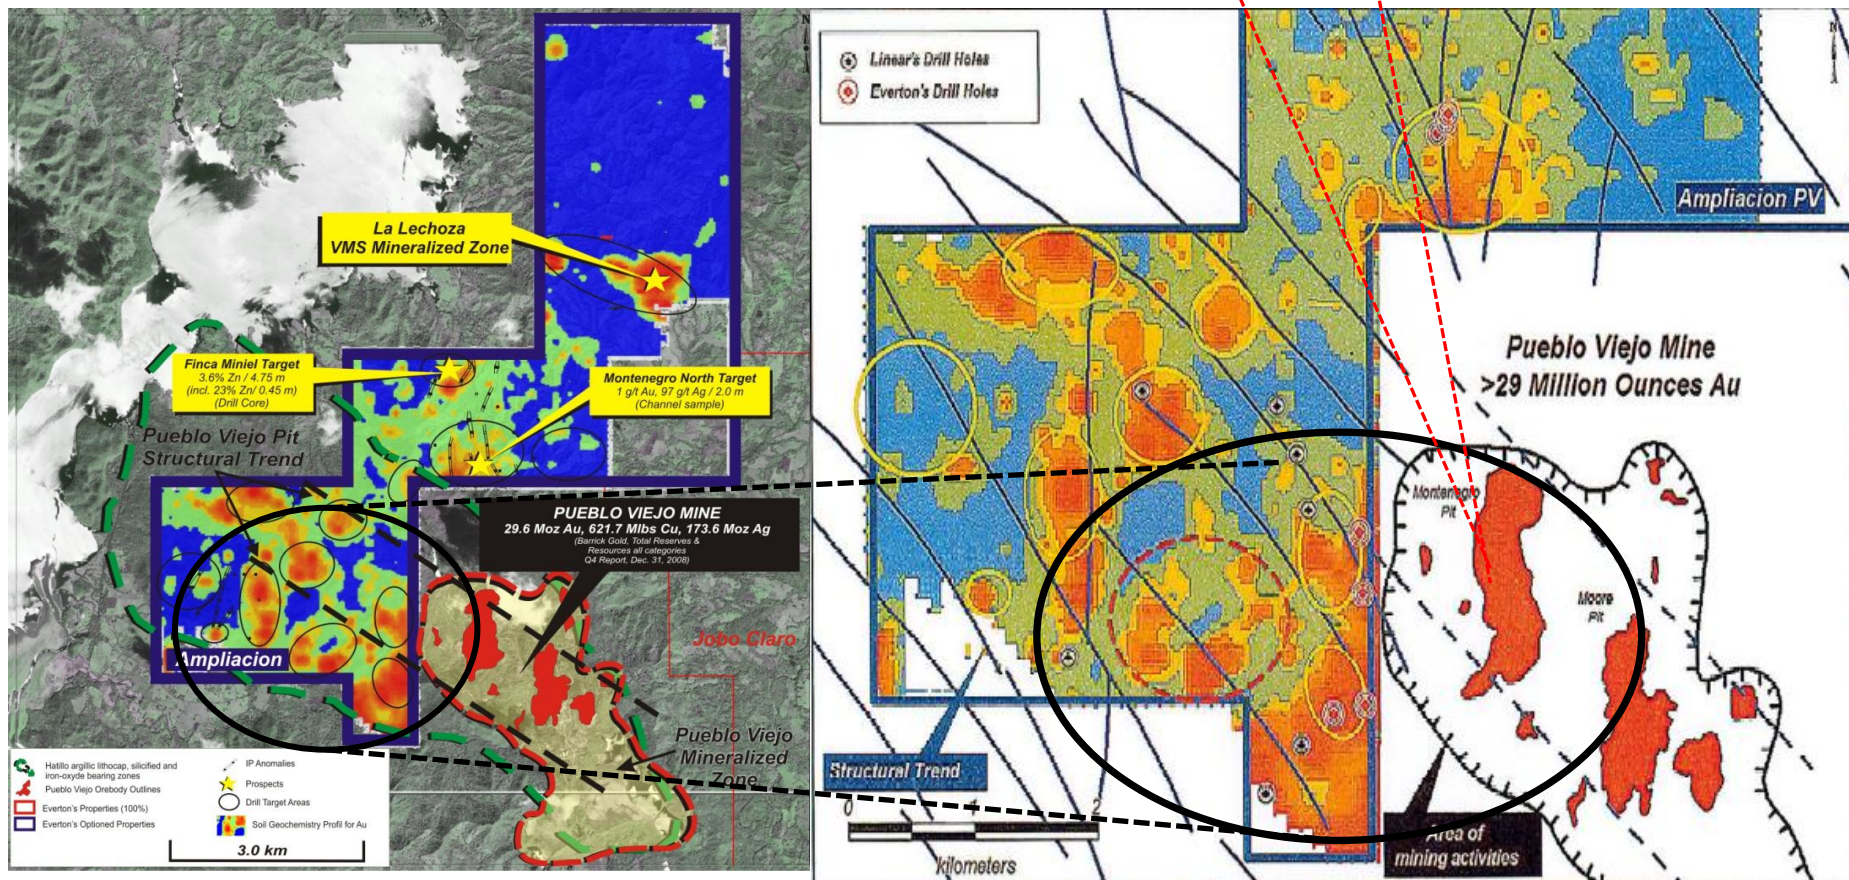 La Lechoza
VMS Mineralized Zone
Finca Miniel Target
3.6% Zn / 4.75 m
(incl. 23% Zn/ 0.45 m)
(Drill Core)
Montenegro North Target
1 g/t Au, 97 g/t Ag / 2.0 m
(Channel sample)
Pueblo Viejo Pit
Structural Trend
PUEBLO VIEJO MINE
29.6 Moz Au, 621.7 Mlbs Cu, 173.6 Moz Ag
(Barrick Gold, Total Reserves &
Resources all categories
Q4 Report, Dec. 31, 2008)
Jobo Claro
Ampliacion
Pueblo Viejo
Mineralized
Zone
Hatillo argillic lithocap, silicified and
iron-oxyde bearing zones
Pueblo Viejo Orebody Outlines
Everton's Properties (100%)
Everton's Optioned Properties
IP Anomalies
Prospects
Drill Target Areas
Soil Geochemistry Profil for Au
3.0 km
Linear's Drill Holes
Everton's Drill Holes
Ampliacion PV
Pueblo Viejo Mine
>29 Million Ounces Au
Montenegro
Pit
Moore
Pit
Structural Trend
0 1 2
kilometers
Area of
mining activities